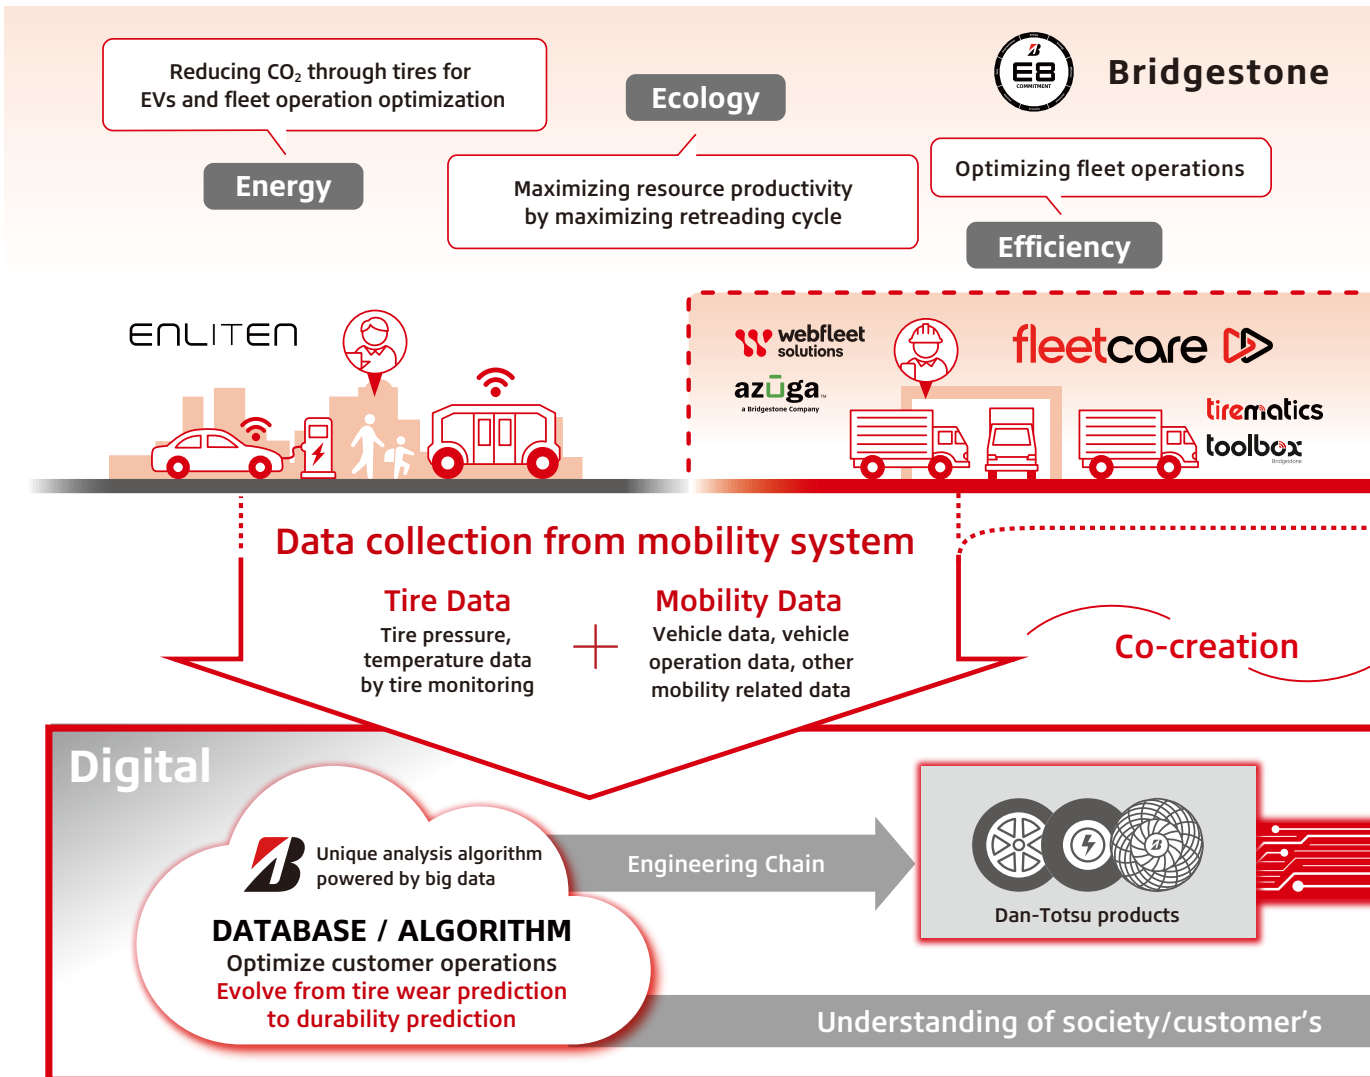 Reducing CO₂ through tires for
EVs and fleet operation optimization
Energy
Ecology
Maximizing resource productivity
by maximizing retreading cycle
E8
COMMITMENT
Bridgestone
Optimizing fleet operations
Efficiency
ENLITEN
webfleet
solutions
azūga™
a Bridgestone Company
fleetcare
tirematics
toolbox
Bridgestone
Data collection from mobility system
Tire Data
Tire pressure,
temperature data
by tire monitoring
Mobility Data
Vehicle data, vehicle
operation data, other
mobility related data
Co-creation
Digital
Unique analysis algorithm
powered by big data
DATABASE / ALGORITHM
Optimize customer operations
Evolve from tire wear prediction
to durability prediction
Engineering Chain
Dan-Totsu products
Understanding of society/customer's